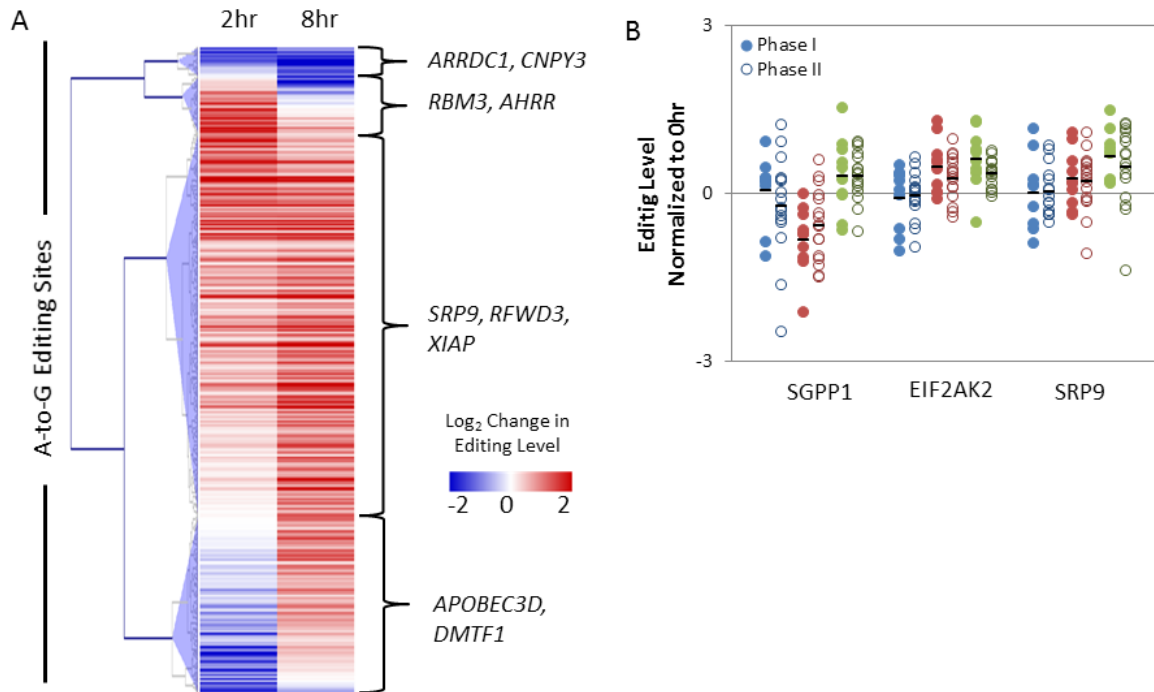 A
2hr 8hr
A-to-G Editing Sites
ARRDC1, CNPY3
RBM3, AHRR
SRP9, RFWD3,
XIAP
Log2 Change in
Editing Level
-2 0 2
APOBEC3D,
DMTF1
B
Phase I
Phase II
Editig Level
Normalized to 0hr
3
0
-3
SGPP1 EIF2AK2 SRP9